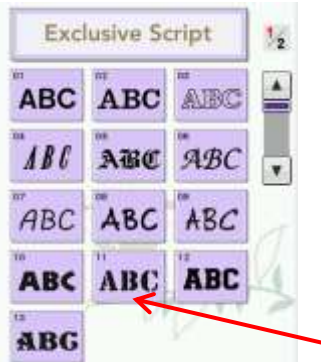 Exclusive Script
1/2
01 02 03
ABC ABC ABC
04 05 06
ABC ABC ABC
07 08 09
ABC ABC ABC
10 11 12
ABC ABC ABC
13
ABC